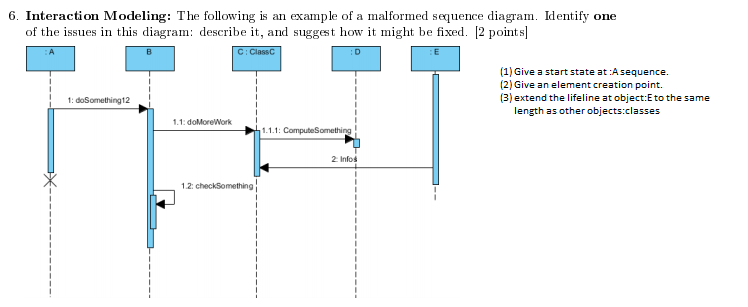 6. Interaction Modeling: The following is an example of a malformed sequence diagram. Identify one
of the issues in this diagram: describe it, and suggest how it might be fixed. [2 points]
: A
B
C : ClassC
: D
: E
(1) Give a start state at :A sequence.
(2) Give an element creation point.
(3) extend the lifeline at object:E to the same
length as other objects:classes
1: doSomething12
1.1: doMoreWork
1.1.1: ComputeSomething
2: Infos
1.2: checkSomething